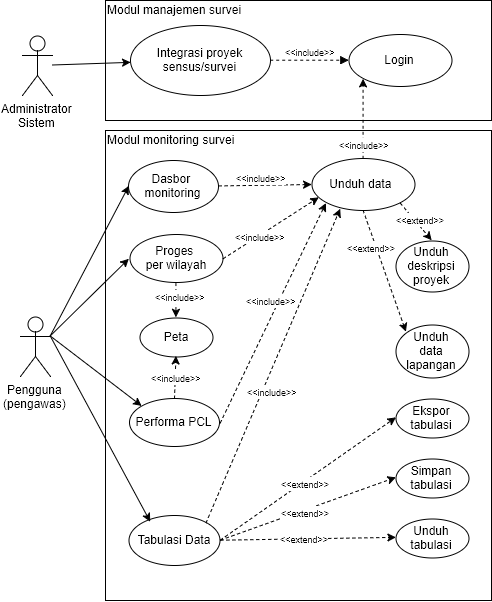 Modul manajemen survei
Integrasi proyek
sensus/survei
<<include>>
Login
Administrator
Sistem
Modul monitoring survei
<<include>>
Dasbor
monitoring
<<include>>
Unduh data
<<extend>>
Proges
per wilayah
<<include>>
<<extend>>
Unduh
deskripsi
proyek
<<include>>
<<include>>
Peta
Unduh
data
lapangan
<<include>>
Pengguna
(pengawas)
<<include>>
Performa PCL
Ekspor
tabulasi
Simpan
tabulasi
<<extend>>
<<extend>>
Tabulasi Data
<<extend>>
Unduh
tabulasi